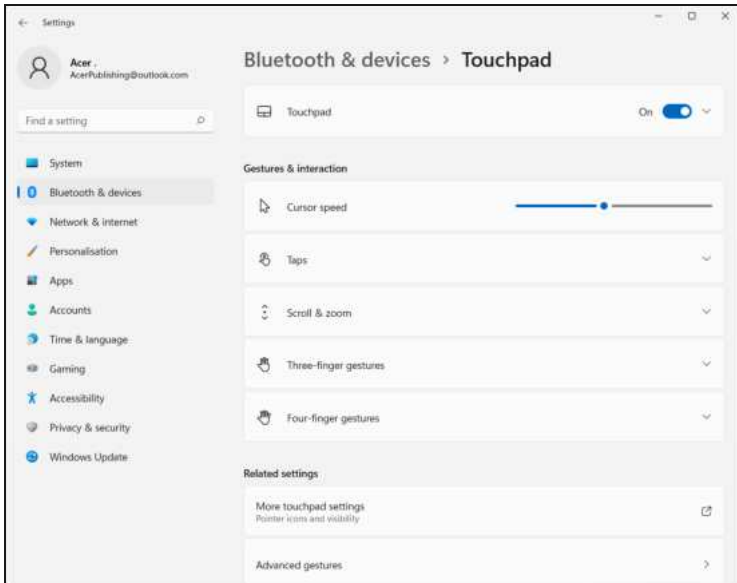 Settings
Acer .
AcerPublishing@outlook.com
Find a setting
System
Bluetooth & devices
Network & internet
Personalisation
Apps
Accounts
Time & language
Gaming
Accessibility
Privacy & security
Windows Update
Bluetooth & devices > Touchpad
Touchpad On
Gestures & interaction
Cursor speed
Taps
Scroll & zoom
Three-finger gestures
Four-finger gestures
Related settings
More touchpad settings
Pointer icons and visibility
Advanced gestures